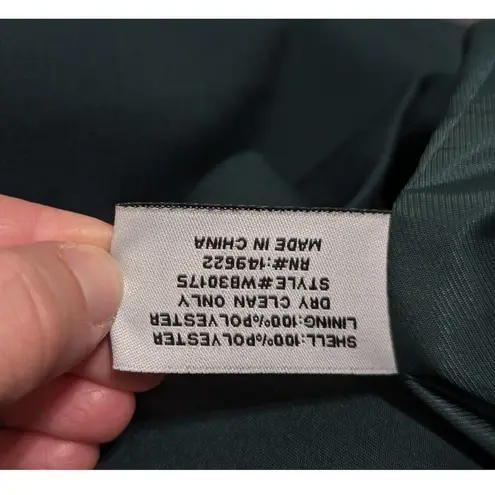 SHELL:100%POLYESTER
LINING:100%POLYESTER
DRY CLEAN ONLY
STYLE#WB30175
RN#:149622
MADE IN CHINA